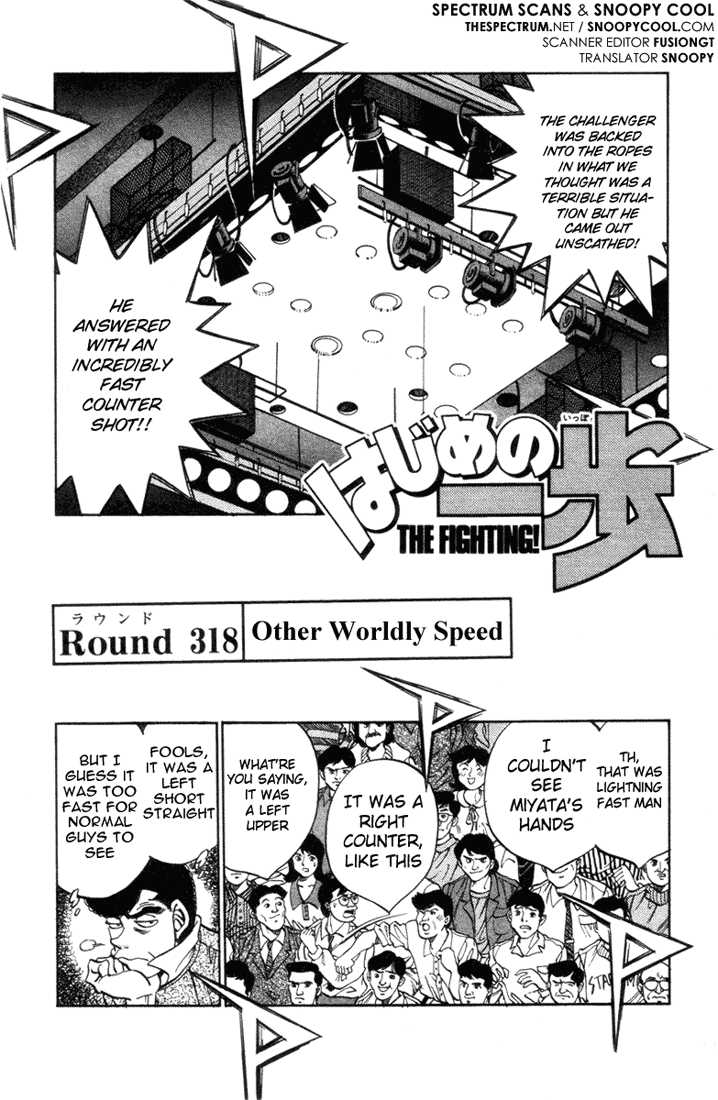 SPECTRUM SCANS & SNOOPY COOL
THESPECTRUM.NET / SNOOPYCOOL.COM
SCANNER EDITOR FUSIONGT
TRANSLATOR SNOOPY
THE CHALLENGER
WAS BACKED
INTO THE ROPES
IN WHAT WE
THOUGHT WAS A
TERRIBLE SITUA-
TION BUT HE
CAME OUT
UNSCATHED!
HE
ANSWERED
WITH AN
INCREDIBLY
FAST
COUNTER
SHOT!!
いっぽ
はじめの一歩
THE FIGHTING!
ラウンド
Round 318
Other Worldly Speed
TH,
THAT WAS
LIGHTNING
FAST MAN
I
COULDN'T
SEE
MIYATA'S
HANDS
IT WAS A
RIGHT
COUNTER,
LIKE THIS
WHAT'RE
YOU SAYING,
IT WAS
A LEFT
UPPER
FOOLS,
IT WAS A
LEFT
SHORT
STRAIGHT
BUT I
GUESS IT
WAS TOO
FAST FOR
NORMAL
GUYS TO
SEE